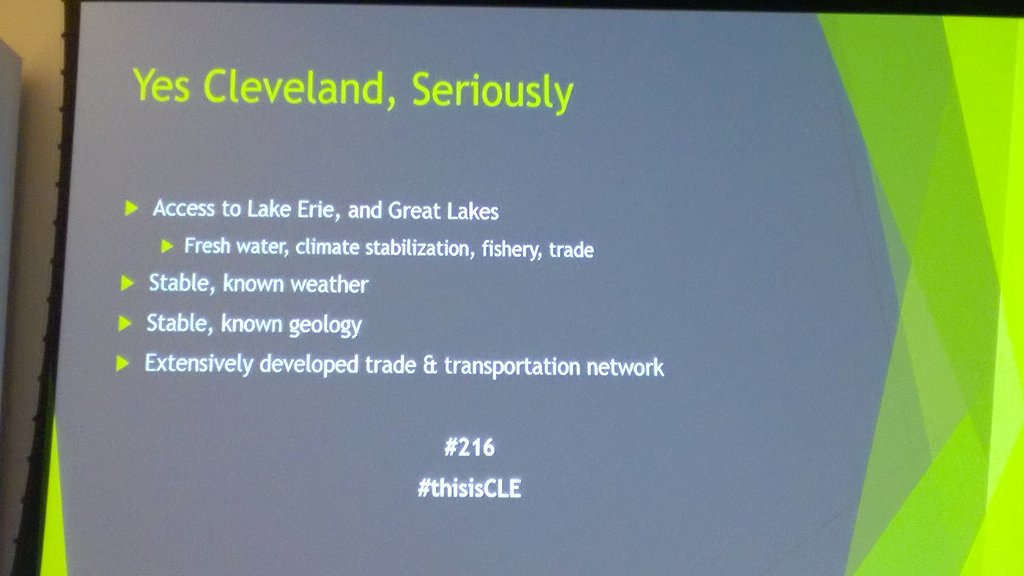 Yes Cleveland, Seriously
Access to Lake Erie, and Great Lakes
Fresh water, climate stabilization, fishery, trade
Stable, known weather
Stable, known geology
Extensively developed trade & transportation network
#216
#thisisCLE